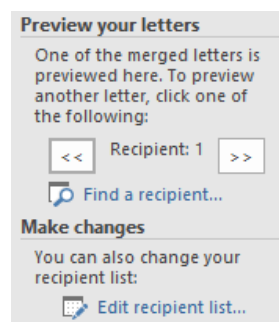 Preview your letters
One of the merged letters is
previewed here. To preview
another letter, click one of
the following:
<< Recipient: 1 >>
Find a recipient...
Make changes
You can also change your
recipient list:
Edit recipient list...